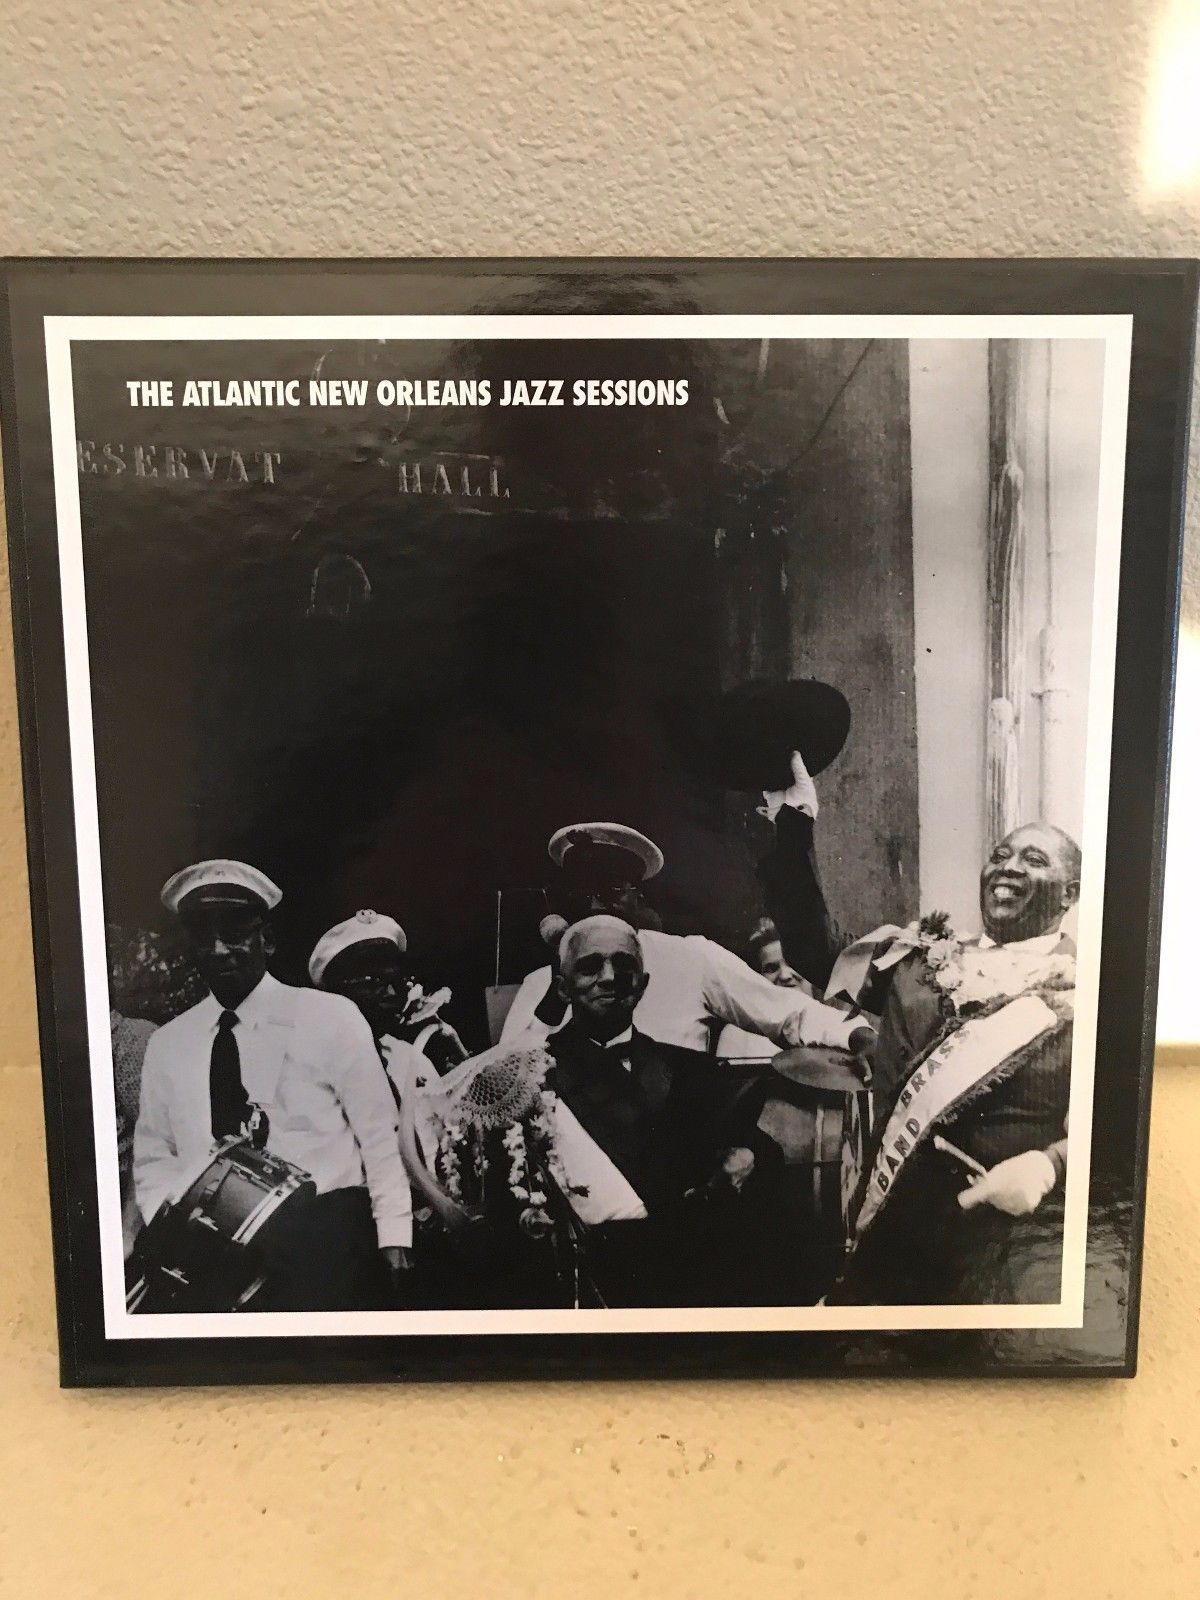 THE ATLANTIC NEW ORLEANS JAZZ SESSIONS
ESERVAT HALL
BRASS
BAND